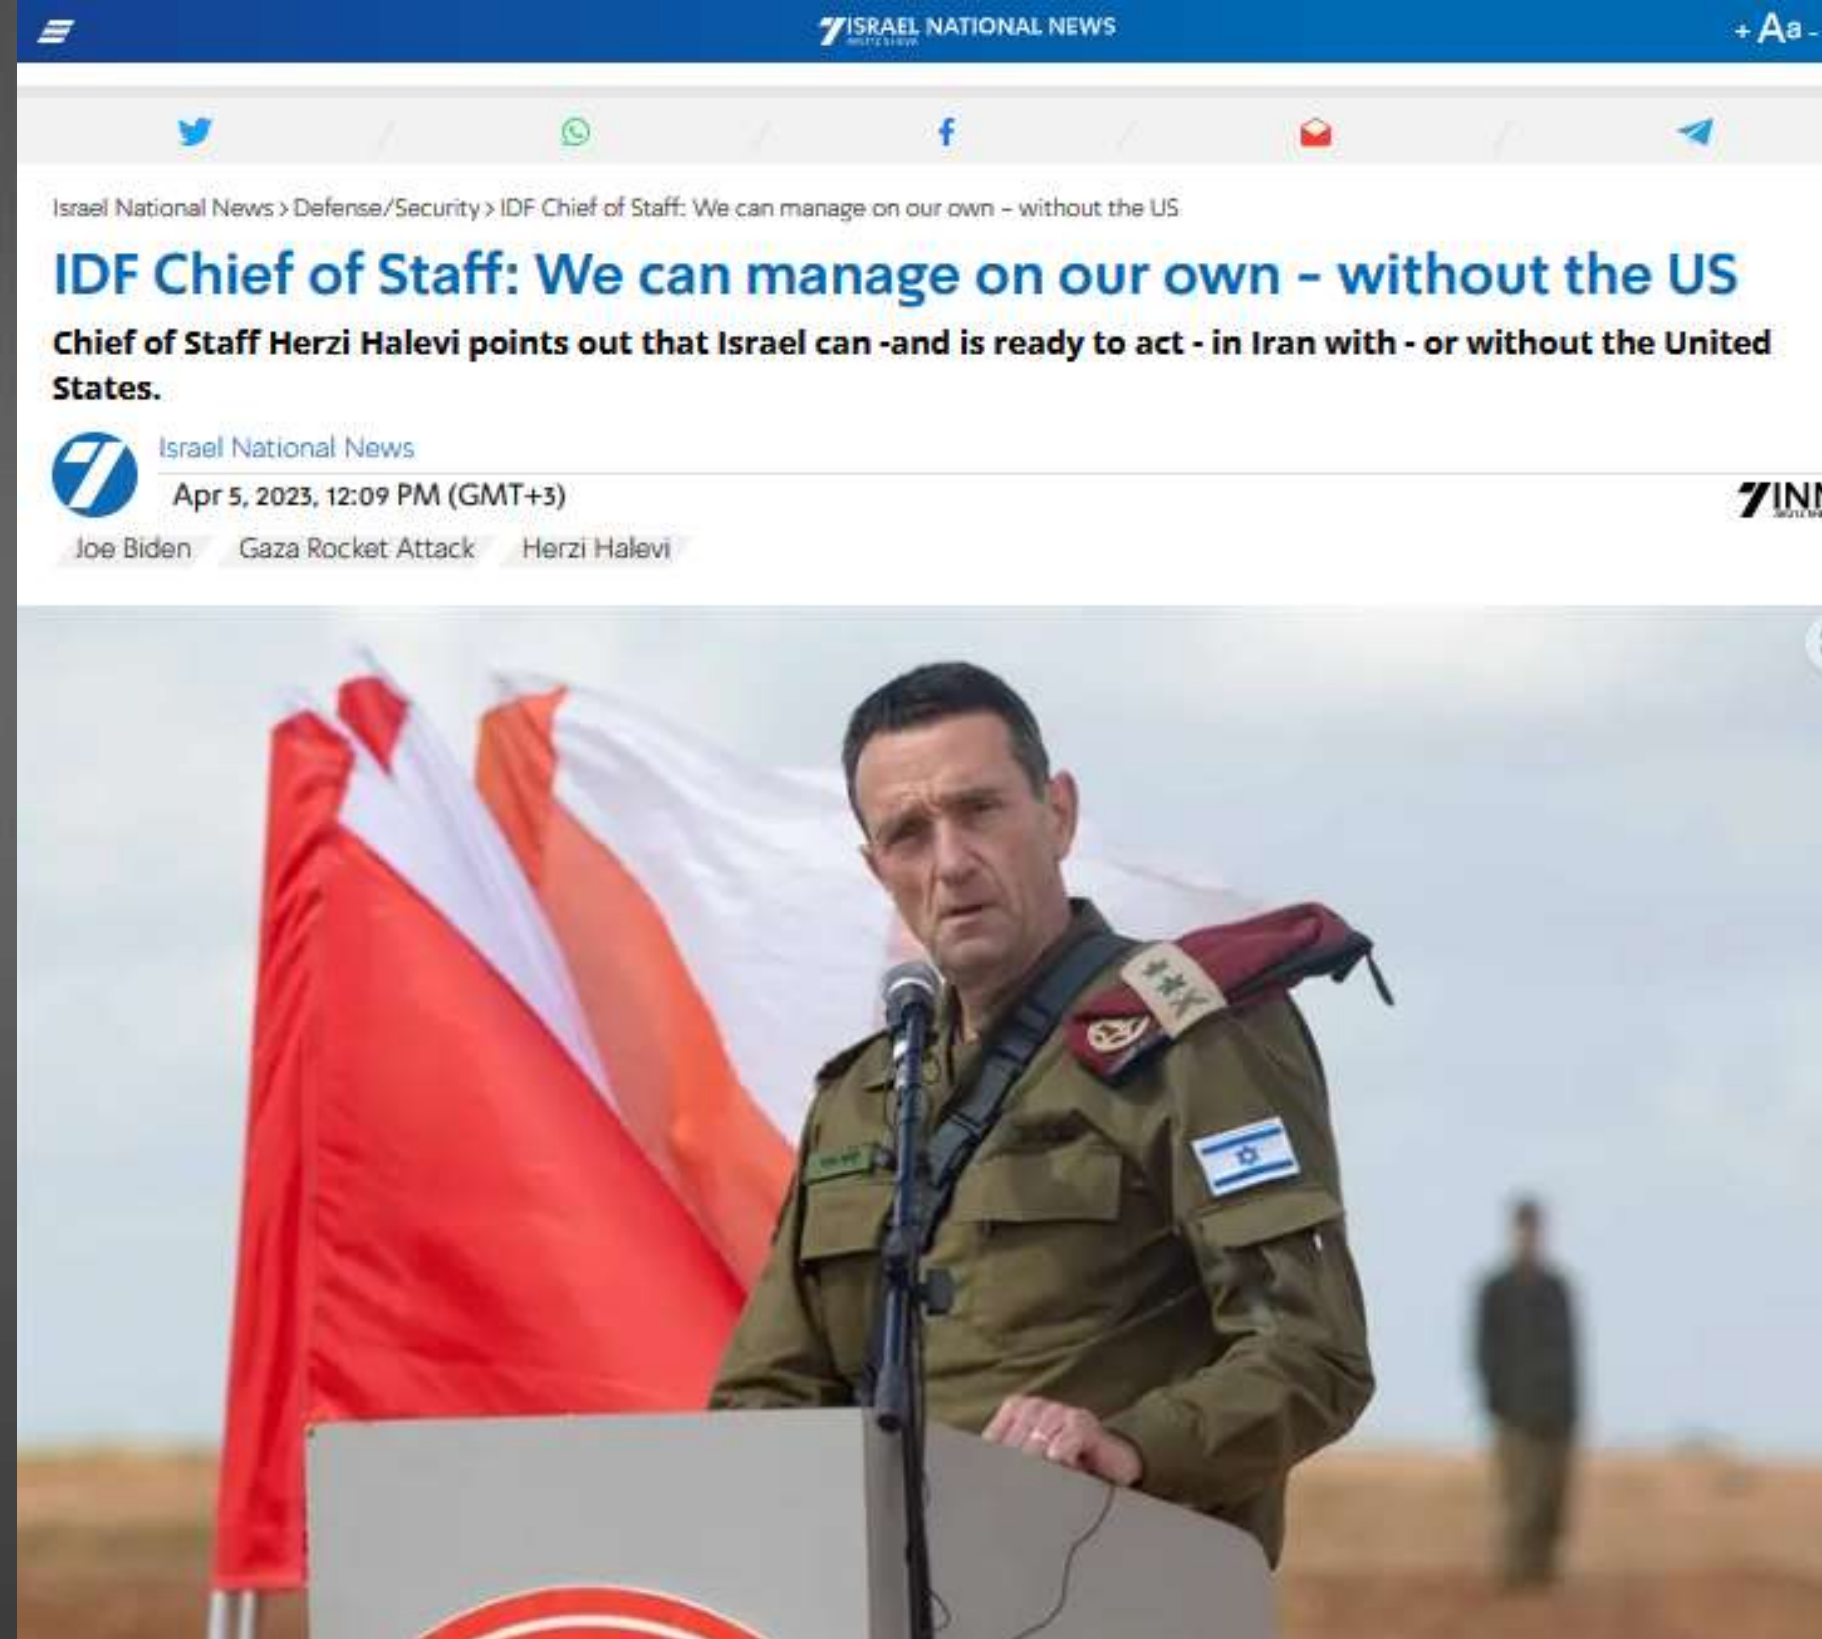 ISRAEL NATIONAL NEWS
+ Aa -
Israel National News > Defense/Security > IDF Chief of Staff: We can manage on our own – without the US
IDF Chief of Staff: We can manage on our own - without the US
Chief of Staff Herzi Halevi points out that Israel can -and is ready to act - in Iran with - or without the United
States.
7
Israel National News
Apr 5, 2023, 12:09 PM (GMT+3)
Joe Biden Gaza Rocket Attack Herzi Halevi